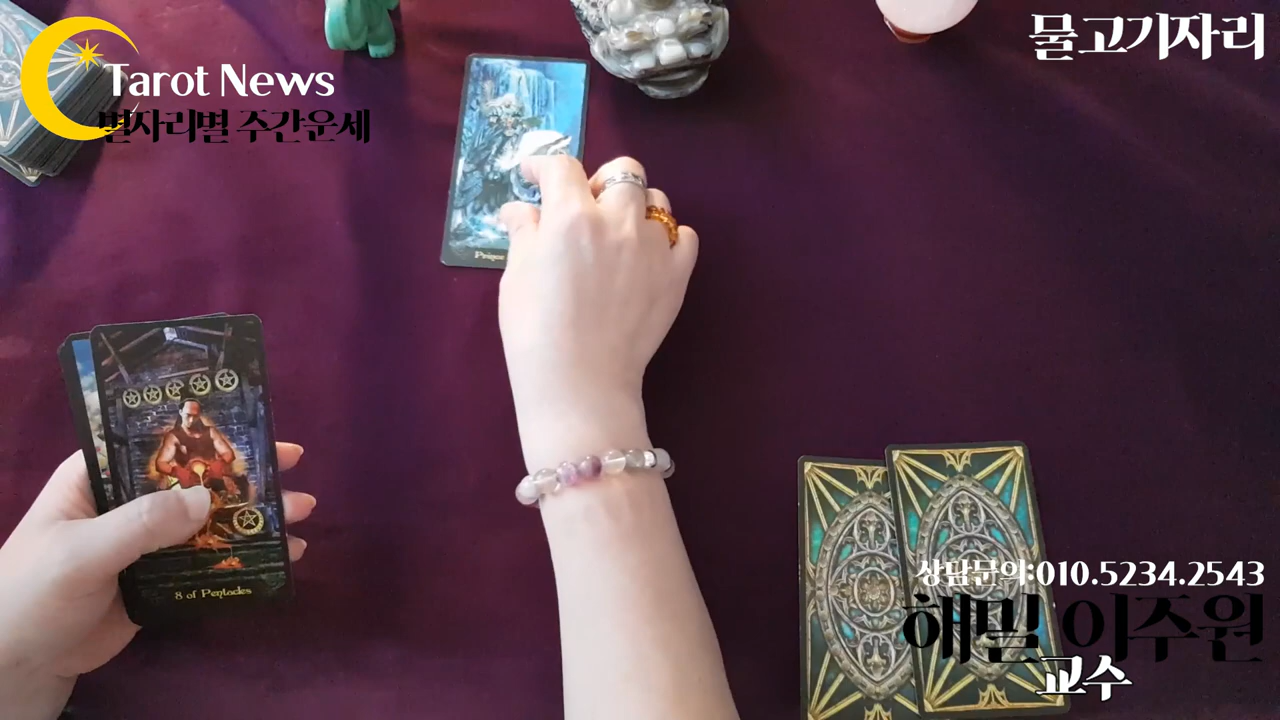 Tarot News
별자리별 주간운세
물고기자리
Prince
8 of Pentacles
상담문의:010.5234.2543
해밀 이주원
교수